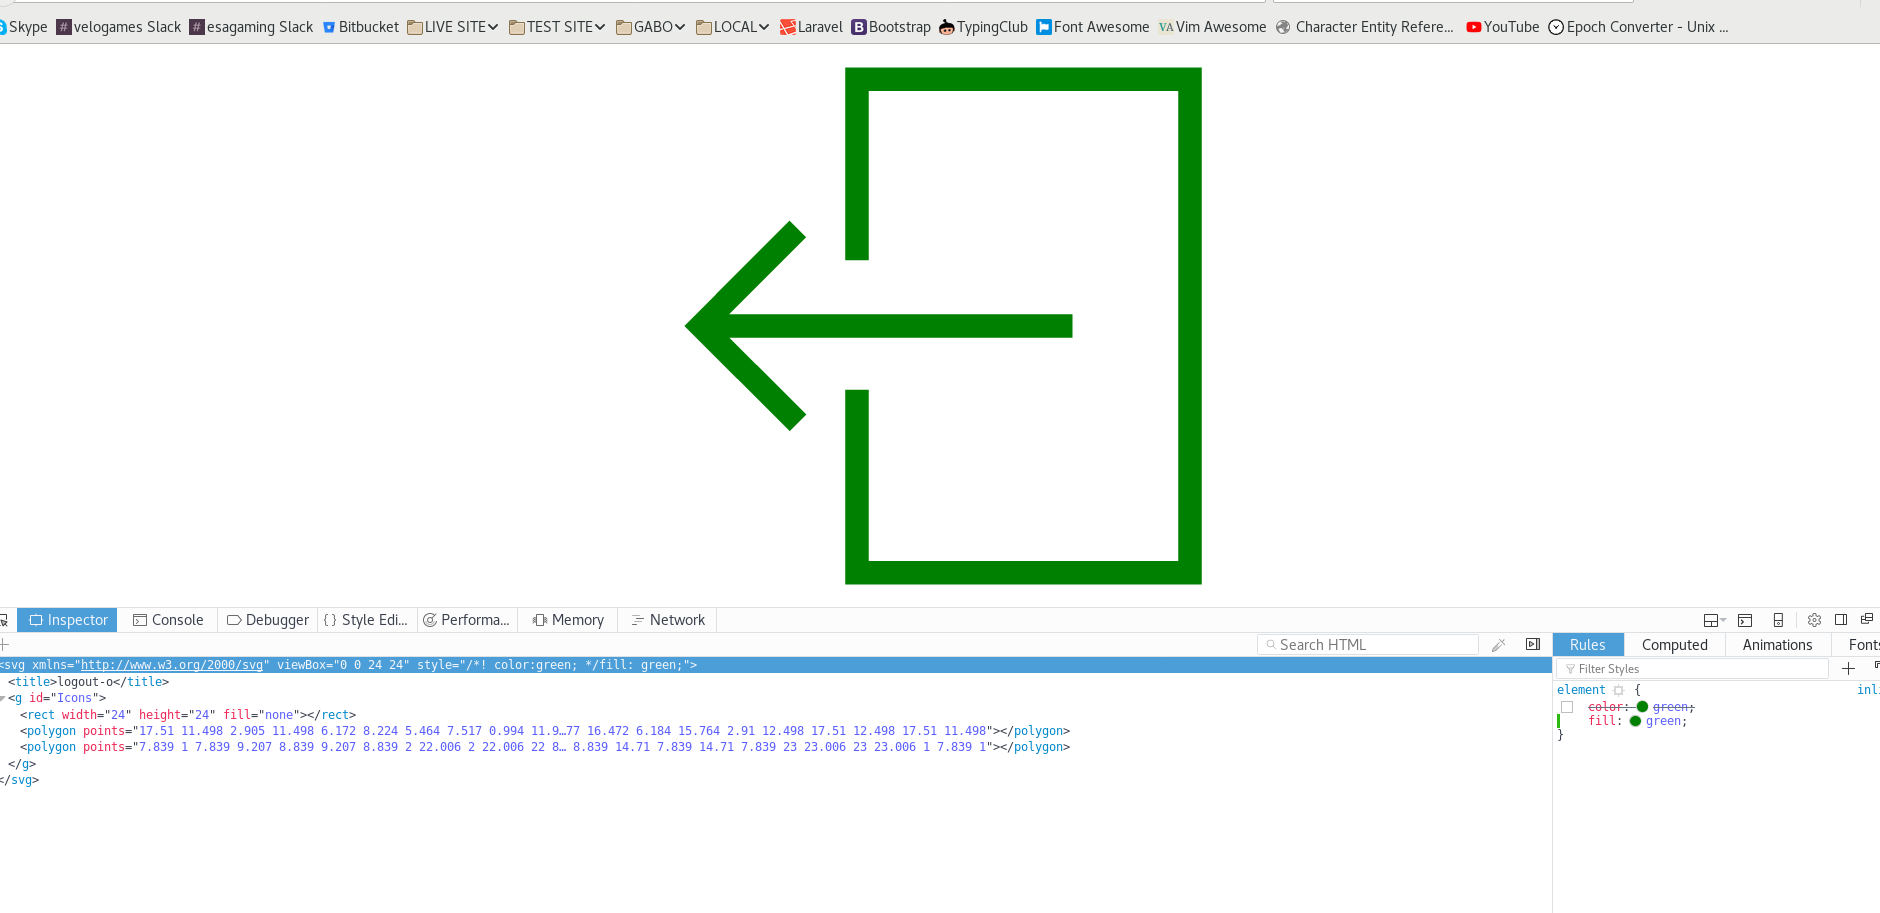 Skype velogames Slack esagaming Slack Bitbucket LIVE SITE TEST SITE GABO LOCAL Laravel B Bootstrap TypingClub Font Awesome VA Vim Awesome Character Entity Refere... YouTube Epoch Converter - Unix ...
Inspector Console Debugger { } Style Edi... Performa... Memory Network
Search HTML
Rules Computed Animations Font
Filter Styles
<svg xmlns="http://www.w3.org/2000/svg" viewBox="0 0 24 24" style="/*! color:green; */fill: green;">
<title>logout-o</title>
<g id="Icons">
<rect width="24" height="24" fill="none"></rect>
<polygon points="17.51 11.498 2.905 11.498 6.172 8.224 5.464 7.517 0.994 11.9…77 16.472 6.184 15.764 2.91 12.498 17.51 12.498 17.51 11.498"></polygon>
<polygon points="7.839 1 7.839 9.207 8.839 9.207 8.839 2 22.006 2 22.006 22 8… 8.839 14.71 7.839 14.71 7.839 23 23.006 23 23.006 1 7.839 1"></polygon>
</g>
</svg>
element { inli
color: green;
fill: green;
}